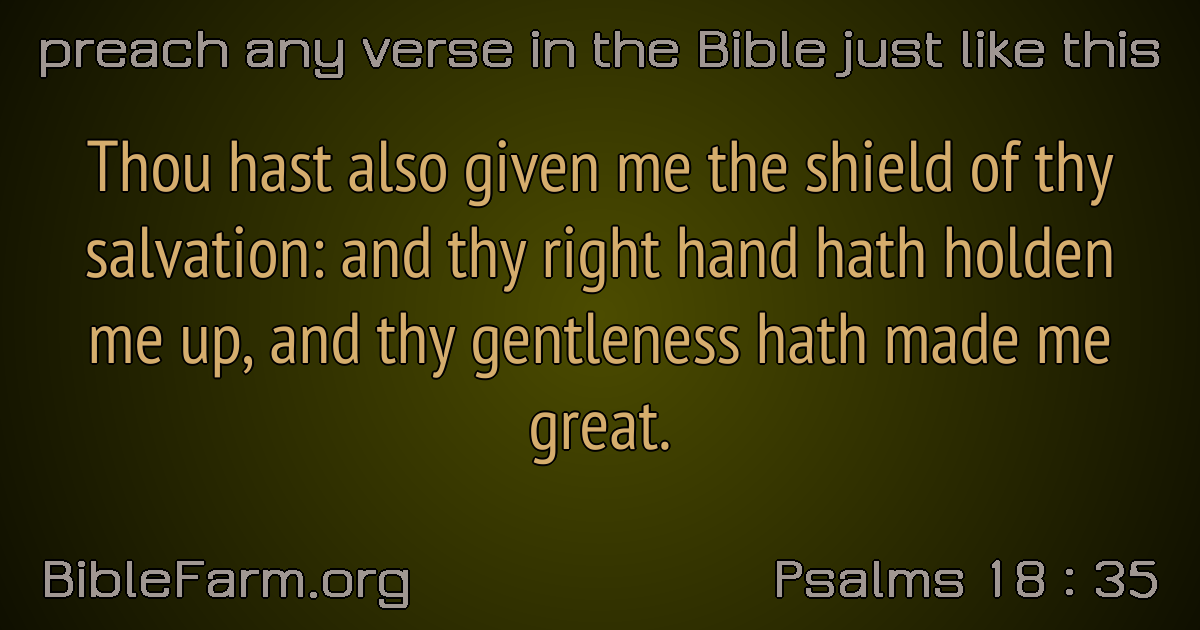 preach any verse in the Bible just like this
Thou hast also given me the shield of thy
salvation: and thy right hand hath holden
me up, and thy gentleness hath made me
great.
BibleFarm.org
Psalms 18 : 35